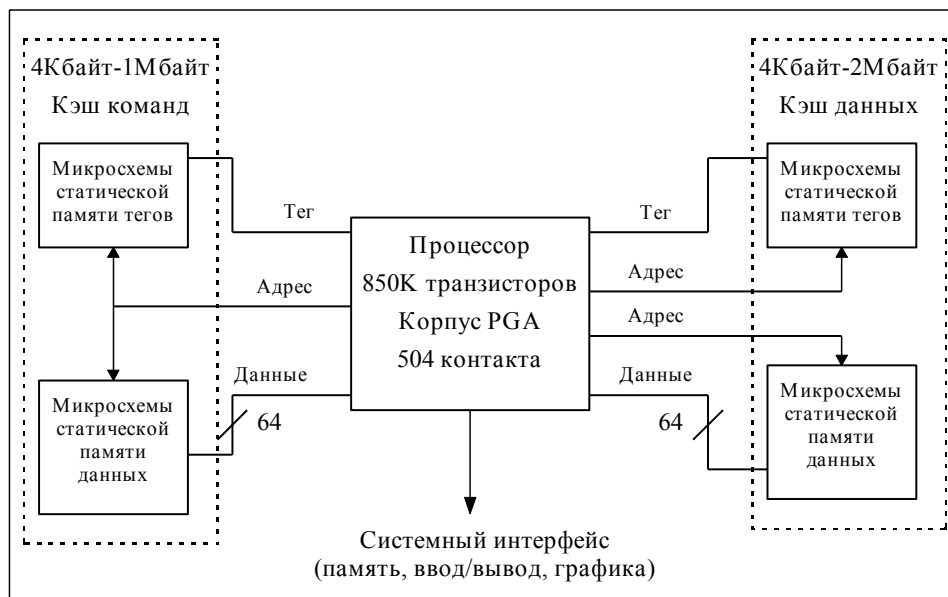 4Кбайт-1Мбайт
Кэш команд
Микросхемы
статической
памяти тегов
Тег
Адрес
Данные
64
Микросхемы
статической
памяти
данных
Процессор
850K транзисторов
Корпус PGA
504 контакта
Системный интерфейс
(память, ввод/вывод, графика)
4Кбайт-2Мбайт
Кэш данных
Микросхемы
статической
памяти тегов
Тег
Адрес
Адрес
Данные
64
Микросхемы
статической
памяти
данных